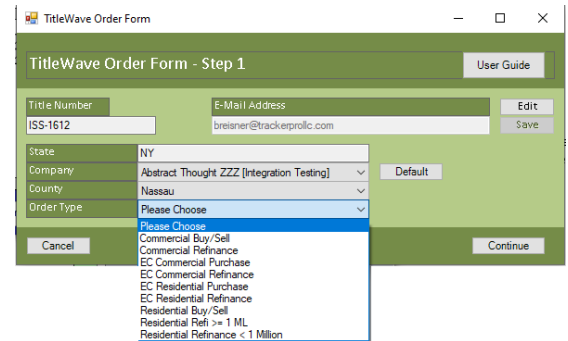 TitleWave Order Form
TitleWave Order Form - Step 1
User Guide
Title Number
E-Mail Address
Edit
ISS-1612
breisner@trackerprollc.com
Save
State
NY
Company
Abstract Thought ZZZ [Integration Testing]
Default
County
Nassau
Order Type
Please Choose
Please Choose
Commercial Buy/Sell
Commercial Refinance
EC Commercial Purchase
EC Commercial Refinance
EC Residential Purchase
EC Residential Refinance
Residential Buy/Sell
Residential Refi >= 1 ML
Residential Refinance < 1 Million
Cancel
Continue